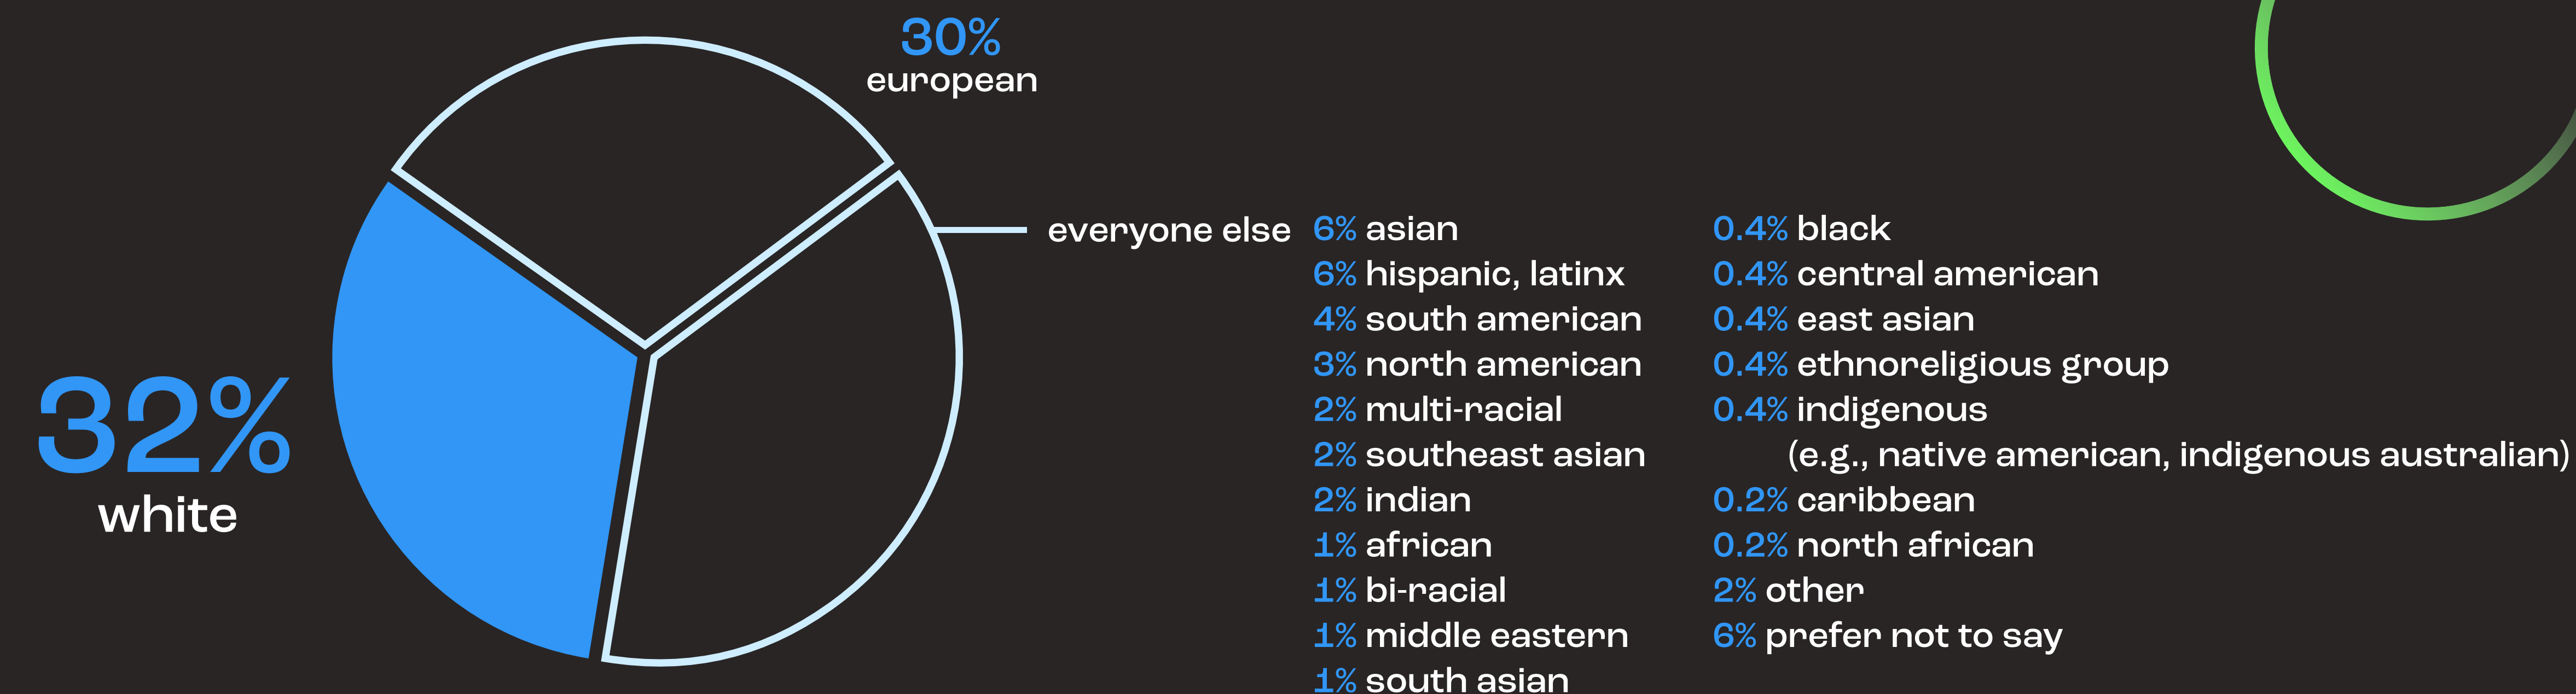 30%
european
32%
white
everyone else
6% asian
6% hispanic, latinx
4% south american
3% north american
2% multi-racial
2% southeast asian
2% indian
1% african
1% bi-racial
1% middle eastern
1% south asian
0.4% black
0.4% central american
0.4% east asian
0.4% ethnoreligious group
0.4% indigenous
(e.g., native american, indigenous australian)
0.2% caribbean
0.2% north african
2% other
6% prefer not to say